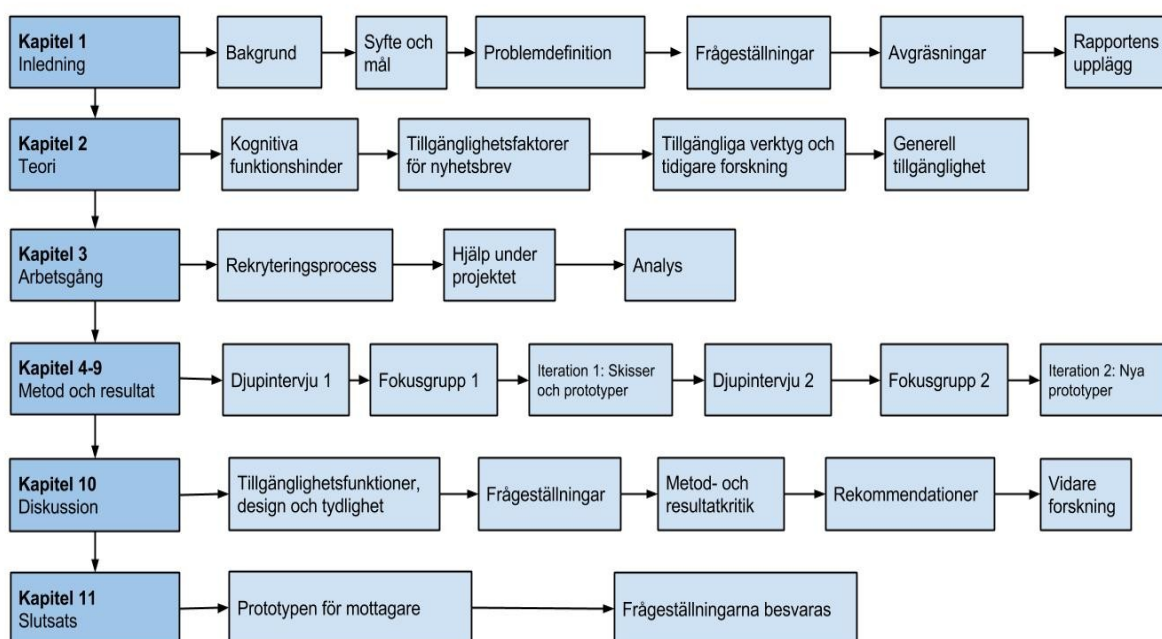 Kapitel 1
Inledning
Bakgrund
Syfte och
mål
Problemdefinition
Frågeställningar
Avgräsningar
Rapportens
upplägg
Kapitel 2
Teori
Kognitiva
funktionshinder
Tillgänglighetsfaktorer
för nyhetsbrev
Tillgängliga verktyg och
tidigare forskning
Generell
tillgänglighet
Kapitel 3
Arbetsgång
Rekryteringsprocess
Hjälp under
projektet
Analys
Kapitel 4-9
Metod och resultat
Djupintervju 1
Fokusgrupp 1
Iteration 1: Skisser
och prototyper
Djupintervju 2
Fokusgrupp 2
Iteration 2: Nya
prototyper
Kapitel 10
Diskussion
Tillgänglighetsfunktioner,
design och tydlighet
Frågeställningar
Metod- och
resultatkritik
Rekommendationer
Vidare
forskning
Kapitel 11
Slutsats
Prototypen för mottagare
Frågeställningarna besvaras